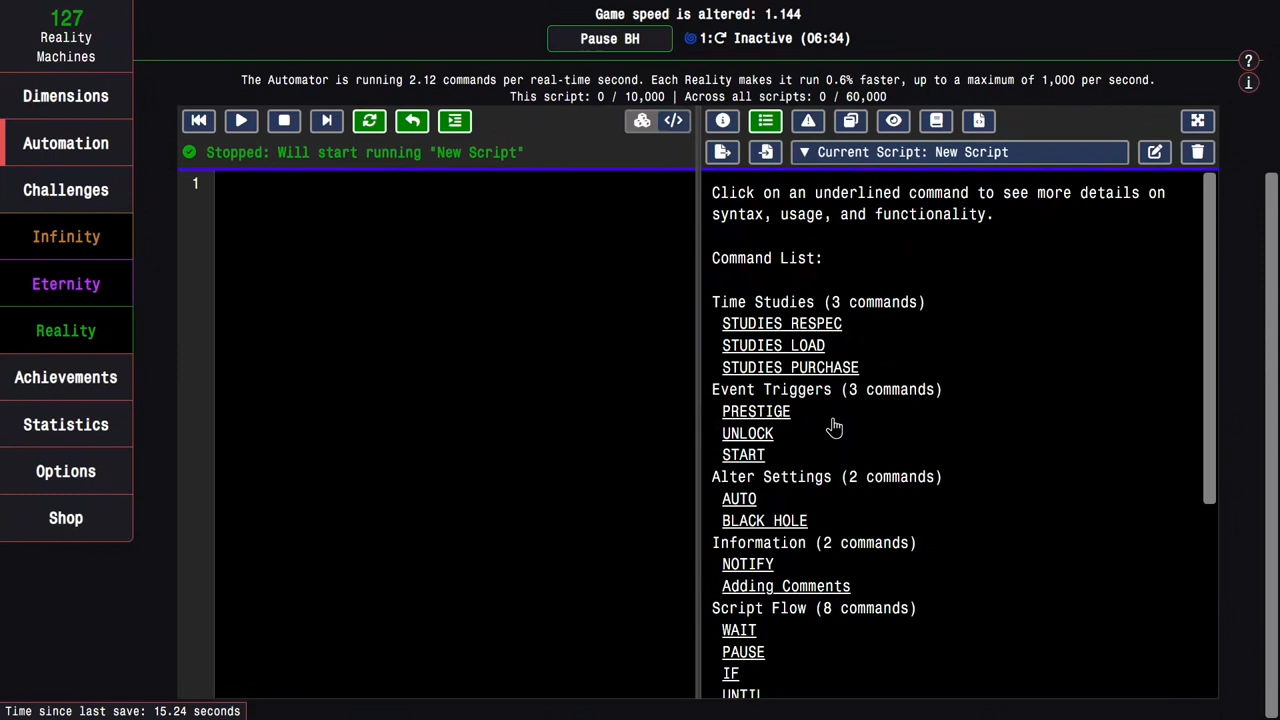 127
Reality
Machines
Dimensions
Automation
Challenges
Infinity
Eternity
Reality
Achievements
Statistics
Options
Shop
Game speed is altered: 1.144
Pause BH
1: Inactive (06:34)
?
i
The Automator is running 2.12 commands per real-time second. Each Reality makes it run 0.6% faster, up to a maximum of 1,000 per second.
This script: 0 / 10,000 | Across all scripts: 0 / 60,000
Stopped: Will start running "New Script"
1
▼ Current Script: New Script
Click on an underlined command to see more details on
syntax, usage, and functionality.
Command List:
Time Studies (3 commands)
STUDIES RESPEC
STUDIES LOAD
STUDIES PURCHASE
Event Triggers (3 commands)
PRESTIGE
UNLOCK
START
Alter Settings (2 commands)
AUTO
BLACK HOLE
Information (2 commands)
NOTIFY
Adding Comments
Script Flow (8 commands)
WAIT
PAUSE
IF
UNTIL
Time since last save: 15.24 seconds